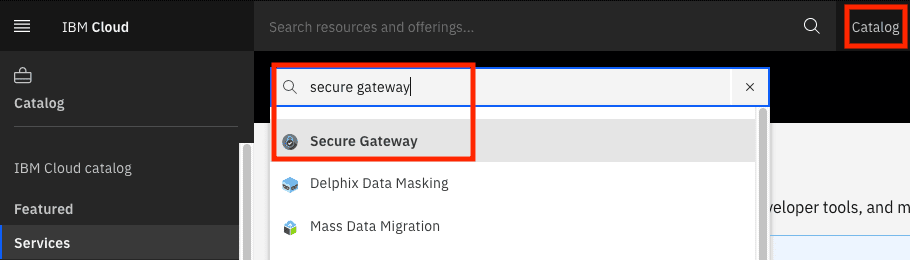 IBM Cloud
Search resources and offerings...
Catalog
Catalog
IBM Cloud catalog
Featured
Services
secure gateway
Secure Gateway
Delphix Data Masking
Mass Data Migration
tools, and